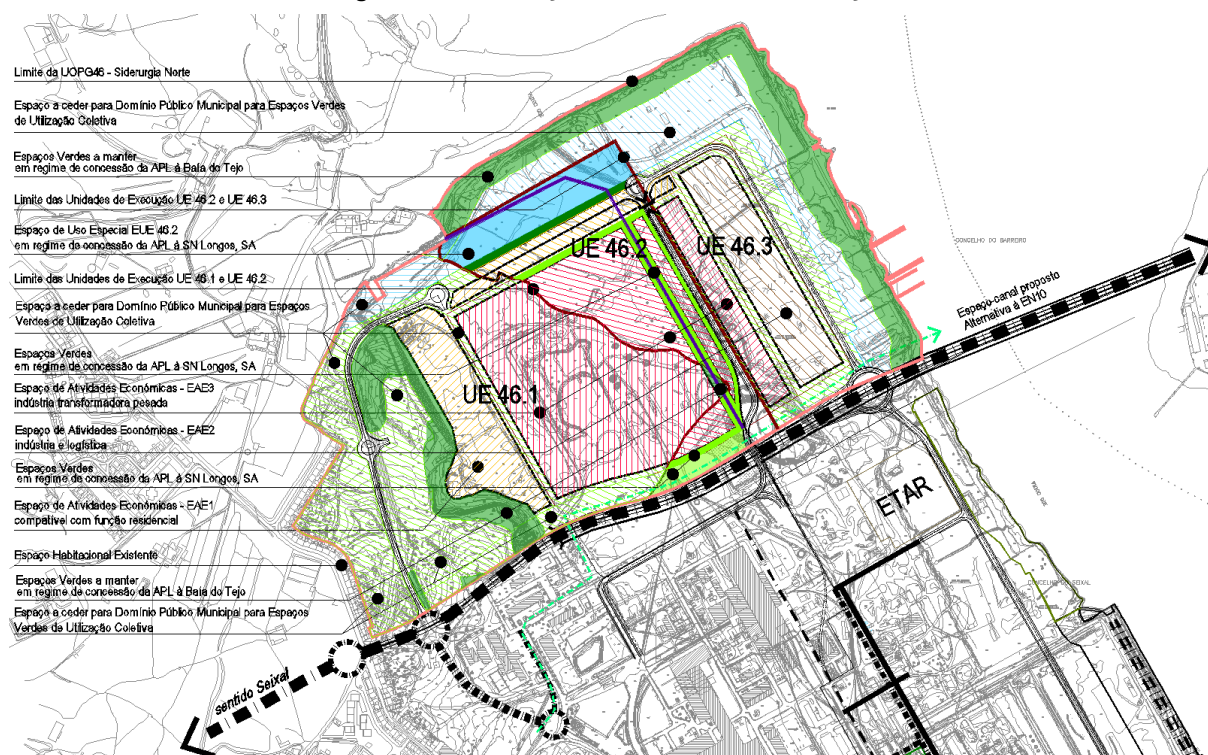 Limite da UOPG46 - Siderurgia Norte
Espaço a ceder para Domínio Público Municipal para Espaços Verdes
de Utilização Coletiva
Espaços Verdes a manter
em regime de concessão da APL à Baía do Tejo
Limite das Unidades de Execução UE 46.2 e UE 46.3
Espaço de Uso Especial EUE 46.2
em regime de concessão da APL à SN Longos, SA
Limite das Unidades de Execução UE 46.1 e UE 46.2
Espaço a ceder para Domínio Público Municipal para Espaços
Verdes de Utilização Coletiva
Espaços Verdes
em regime de concessão da APL à SN Longos, SA
Espaço de Atividades Económicas - EAE3
indústria transformadora pesada
Espaço de Atividades Económicas - EAE2
indústria e logística
Espaços Verdes
em regime de concessão da APL à SN Longos, SA
Espaço de Atividades Económicas - EAE1
compatível com função residencial
Espaço Habitacional Existente
Espaços Verdes a manter
em regime de concessão da APL à Baía do Tejo
Espaço a ceder para Domínio Público Municipal para Espaços
Verdes de Utilização Coletiva
UE 46.1
UE 46.2
UE 46.3
CONCELHO DO BARREIRO
Espaço-canal proposto
Alternativa à EN10
ETAR
CONCELHO DO SEIXAL
sentido Seixal